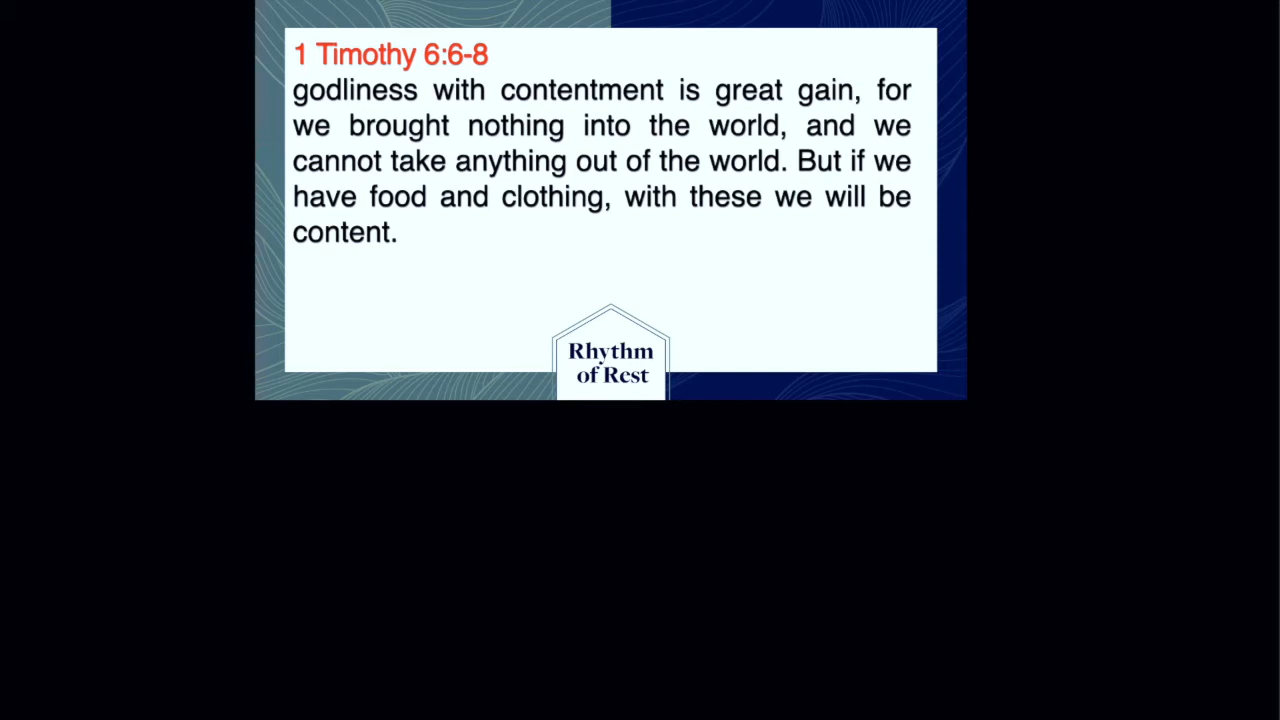 1 Timothy 6:6-8
godliness with contentment is great gain, for
we brought nothing into the world, and we
cannot take anything out of the world. But if we
have food and clothing, with these we will be
content.
Rhythm
of Rest